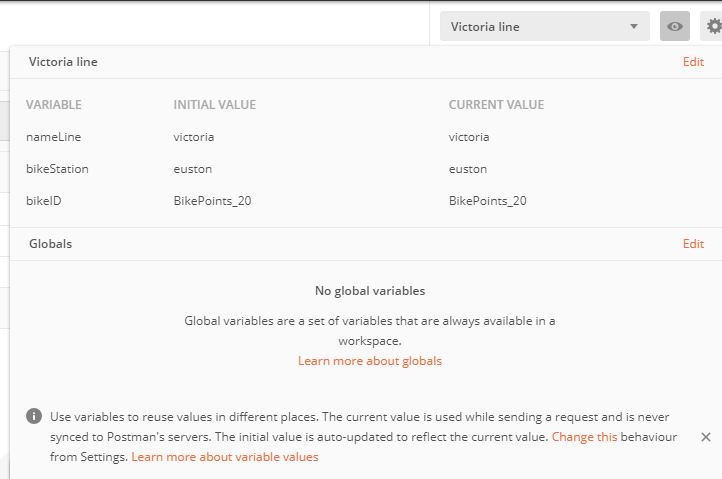 Victoria line
Victoria line Edit
VARIABLE INITIAL VALUE CURRENT VALUE
nameLine victoria victoria
bikeStation euston euston
bikeID BikePoints_20 BikePoints_20
Globals Edit
No global variables
Global variables are a set of variables that are always available in a
workspace.
Learn more about globals
Use variables to reuse values in different places. The current value is used while sending a request and is never
synced to Postman's servers. The initial value is auto-updated to reflect the current value. Change this behaviour
from Settings. Learn more about variable values